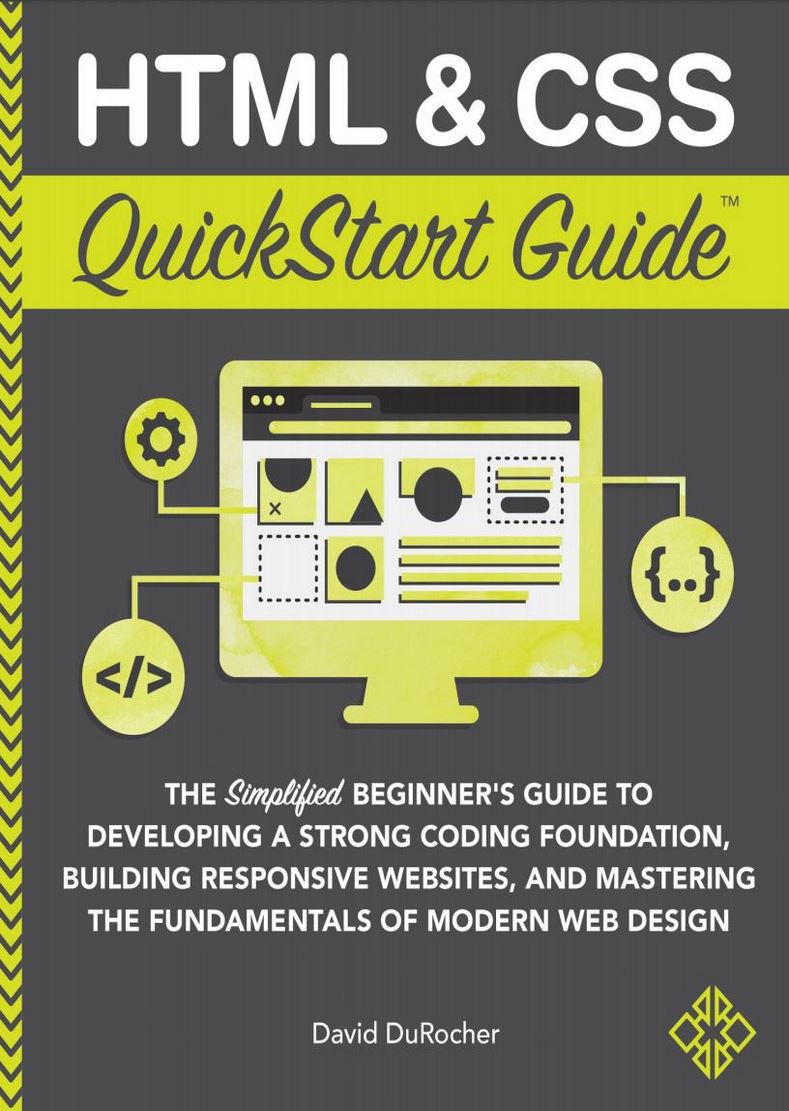 HTML & CSS
QuickStart Guide™
</>
{..}
THE Simplified BEGINNER'S GUIDE TO
DEVELOPING A STRONG CODING FOUNDATION,
BUILDING RESPONSIVE WEBSITES, AND MASTERING
THE FUNDAMENTALS OF MODERN WEB DESIGN
David DuRocher